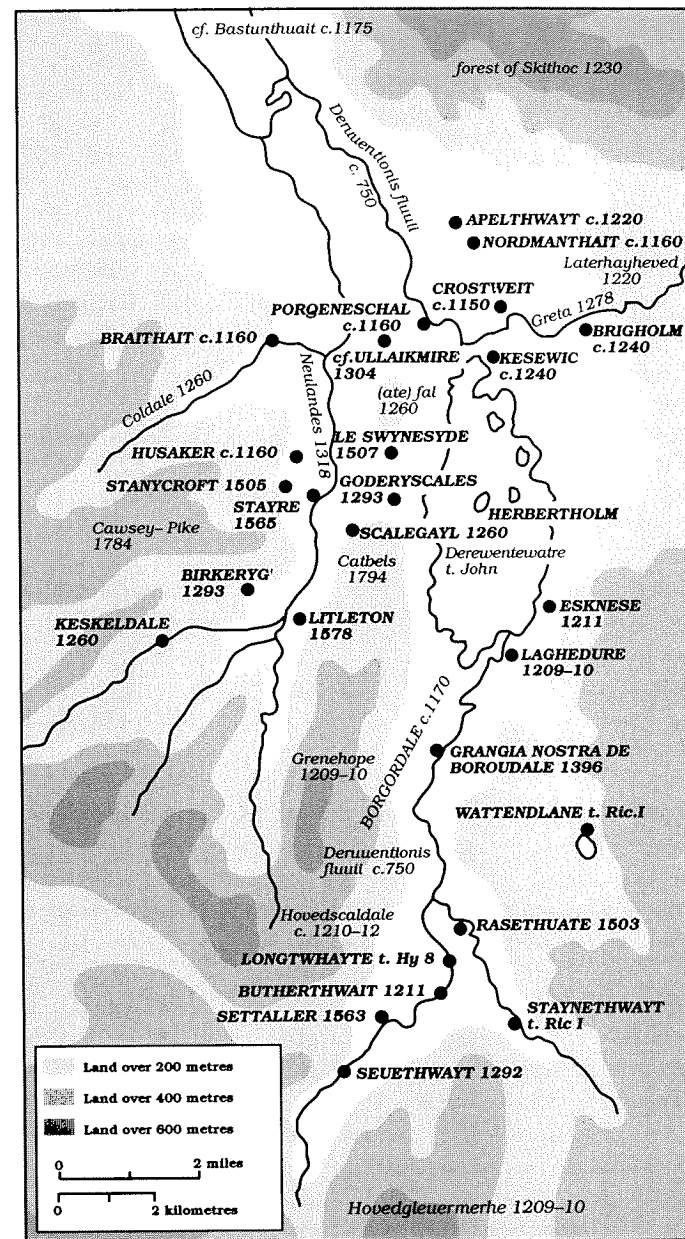 cf. Bastunthuait c.1175
forest of Skithoc 1230
Deruuentionis fluuii
c. 750
APELTHWAYT c.1220
NORDMANTHAIT c.1160
Laterhayheved
1220
CROSTWEIT
c.1150
Greta 1278
PORQENESCHAL
c.1160
BRIGHOLM
c.1240
BRAITHAIT c.1160
cf. ULLAIKMIRE
1304
KESEWIC
c.1240
Coldale 1260
Neulandes 1318
(ate) fal
1260
HUSAKER c.1160
LE SWYNESYDE
1507
STANYCROFT 1505
GODERYSCALES
1293
STAYRE
1565
HERBERTHOLM
Cawsey-Pike
1784
SCALEGAYL 1260
Catbels
1794
Derewentewatre
t. John
BIRKERYG'
1293
ESKNESE
1211
KESKELDALE
1260
LITLETON
1578
LAGHEDURE
1209-10
BORGORDALE c.1170
Grenehope
1209-10
GRANGIA NOSTRA DE
BOROUDALE 1396
WATTENDLANE t. Ric.I
Deruuentionis
fluuii c.750
Hovedscaldale
c. 1210-12
RASETHUATE 1503
LONGTWHAYTE t. Hy 8
BUTHERTHWAIT 1211
SETTALLER 1563
STAYNETHWAYT
t. Ric I
SEUETHWAYT 1292
Land over 200 metres
Land over 400 metres
Land over 600 metres
0 2 miles
0 2 kilometres
Hovedgleuermerhe 1209-10